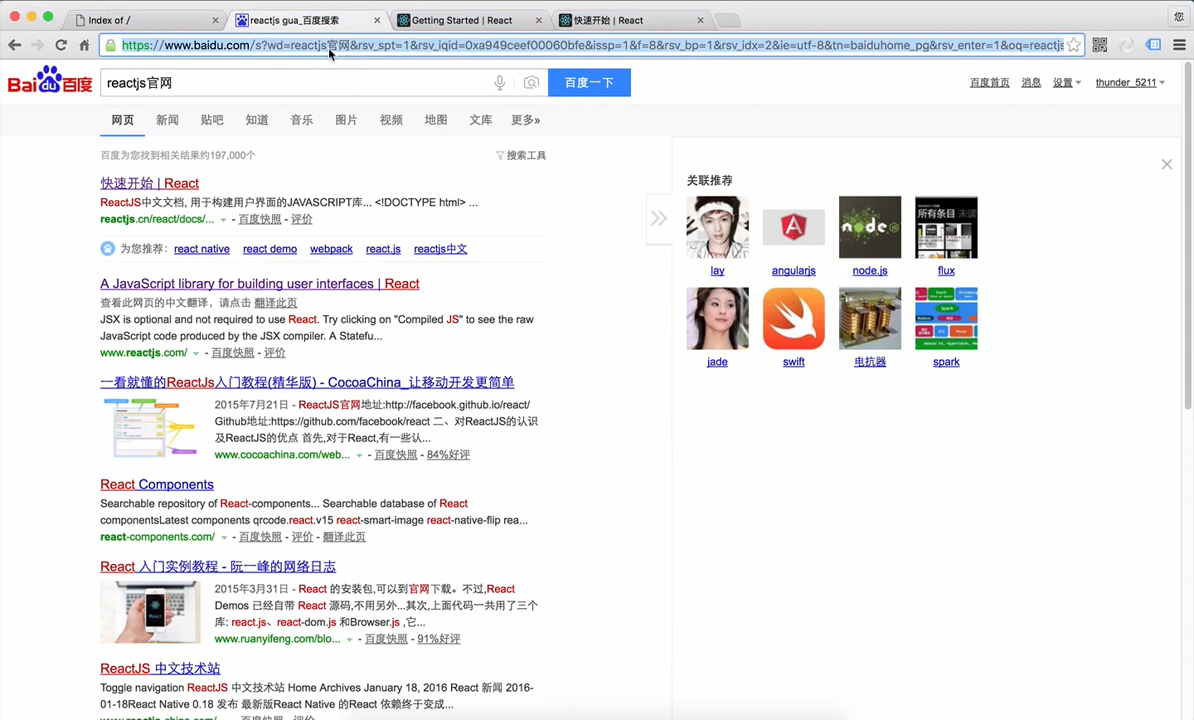 Index of /
reactjs gua_百度搜索
Getting Started | React
快速开始 | React
https://www.baidu.com/s?wd=reactjs官网&rsv_spt=1&rsv_iqid=0xa949ceef00060bfe&issp=1&f=8&rsv_bp=1&rsv_idx=2&ie=utf-8&tn=baiduhome_pg&rsv_enter=1&oq=reactjs
Bai du 百度
reactjs官网
百度一下
百度首页 消息 设置 thunder_5211
网页 新闻 贴吧 知道 音乐 图片 视频 地图 文库 更多»
百度为您找到相关结果约197,000个
搜索工具
快速开始 | React
ReactJS中文文档, 用于构建用户界面的JAVASCRIPT库... <!DOCTYPE html> ...
reactjs.cn/react/docs/... - 百度快照 - 评价
为您推荐: react native react demo webpack react.js reactjs中文
A JavaScript library for building user interfaces | React
查看此网页的中文翻译，请点击 翻译此页
JSX is optional and not required to use React. Try clicking on "Compiled JS" to see the raw
JavaScript code produced by the JSX compiler. A Statefu...
www.reactjs.com/ - 百度快照 - 评价
一看就懂的ReactJs入门教程(精华版) - CocoaChina_让移动开发更简单
2015年7月21日 - ReactJS官网地址:http://facebook.github.io/react/
Github地址:https://github.com/facebook/react 二、对ReactJS的认识
及ReactJS的优点 首先,对于React,有一些认...
www.cocoachina.com/web... - 百度快照 - 84%好评
React Components
Searchable repository of React-components... Searchable database of React
componentsLatest components qrcode.react.v15 react-smart-image react-native-flip rea...
react-components.com/ - 百度快照 - 评价 - 翻译此页
React 入门实例教程 - 阮一峰的网络日志
2015年3月31日 - React 的安装包,可以到官网下载。不过,React
Demos 已经自带 React 源码,不用另外...其次,上面代码一共用了三个
库: react.js、react-dom.js 和Browser.js ,它...
www.ruanyifeng.com/blo... - 百度快照 - 91%好评
ReactJS 中文技术站
Toggle navigation ReactJS 中文技术站 Home Archives January 18, 2016 React 新闻 2016-
01-18React Native 0.18 发布 最新版React Native 的React 依赖终于变成...
www.reactjs-china.com/ - 百度快照 - 评价
关联推荐
node
所有条目 未读
lay angularjs node.js flux
jade swift 电抗器 spark